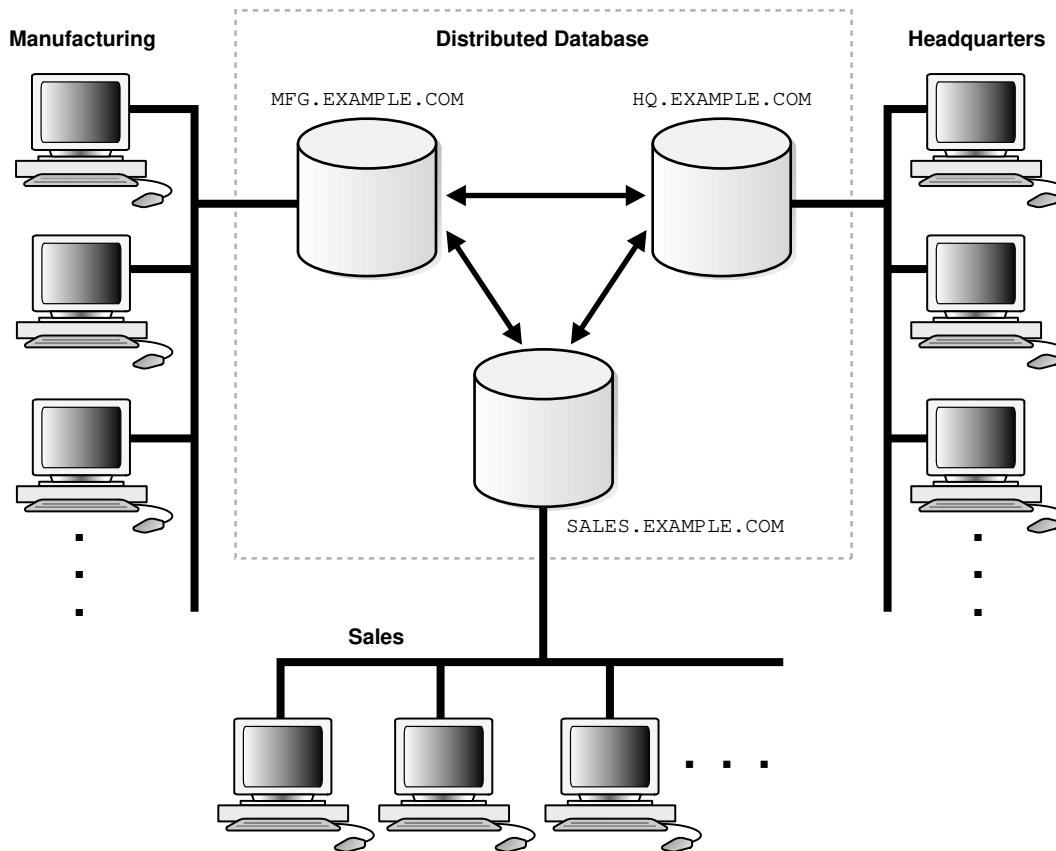 Manufacturing
Distributed Database
Headquarters
MFG.EXAMPLE.COM
HQ.EXAMPLE.COM
SALES.EXAMPLE.COM
Sales